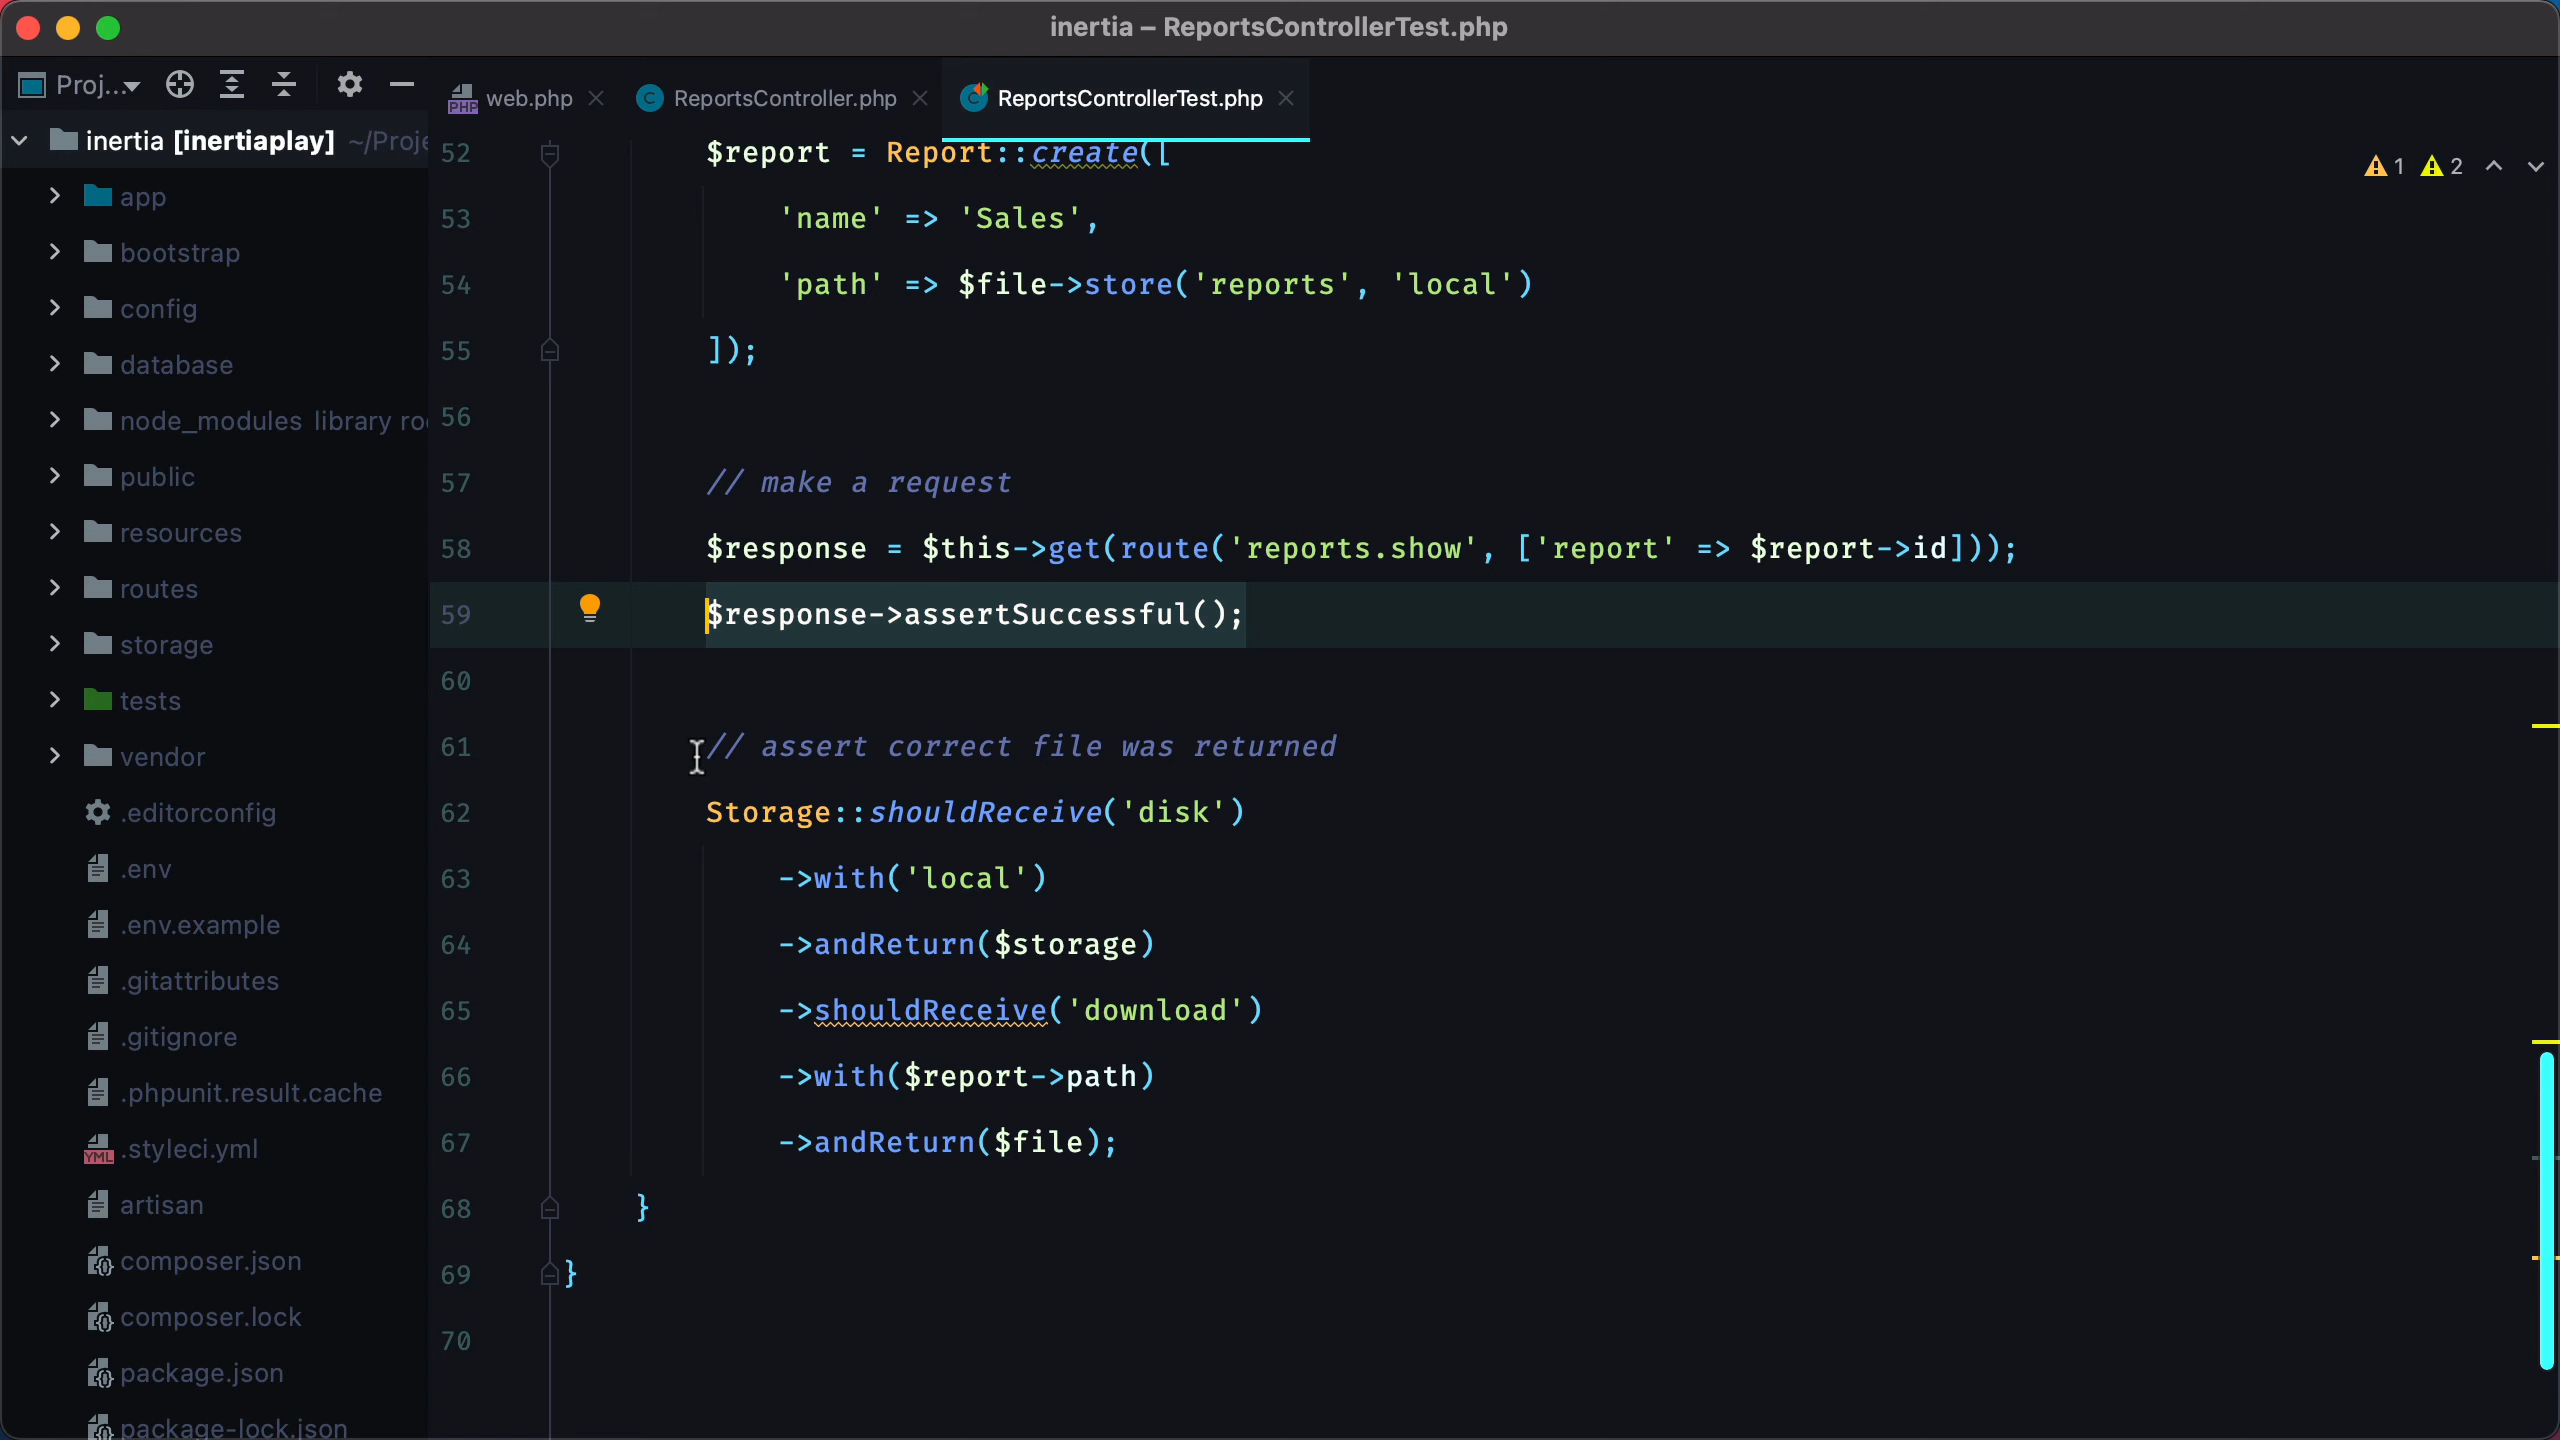 inertia – ReportsControllerTest.php
Proj...
web.php
ReportsController.php
ReportsControllerTest.php
inertia [inertiaplay] ~/Proje
app
bootstrap
config
database
node_modules library roo
public
resources
routes
storage
tests
vendor
.editorconfig
.env
.env.example
.gitattributes
.gitignore
.phpunit.result.cache
.styleci.yml
artisan
composer.json
composer.lock
package.json
package-lock.json
1 2
52 $report = Report::create([
53 'name' => 'Sales',
54 'path' => $file->store('reports', 'local')
55 ]);
56
57 // make a request
58 $response = $this->get(route('reports.show', ['report' => $report->id]));
59 $response->assertSuccessful();
60
61 // assert correct file was returned
62 Storage::shouldReceive('disk')
63 ->with('local')
64 ->andReturn($storage)
65 ->shouldReceive('download')
66 ->with($report->path)
67 ->andReturn($file);
68 }
69 }
70